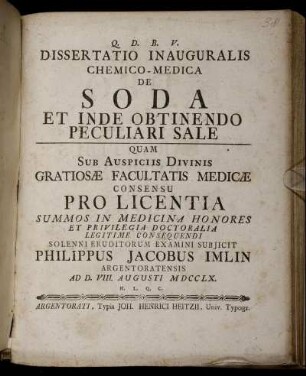 38
Q. D. B. V.
DISSERTATIO INAUGURALIS
CHEMICO-MEDICA
DE
SODA
ET INDE OBTINENDO
PECULIARI SALE
QUAM
SUB AUSPICIIS DIVINIS
GRATIOSÆ FACULTATIS MEDICÆ
CONSENSU
PRO LICENTIA
SUMMOS IN MEDICINA HONORES
ET PRIVILEGIA DOCTORALIA
LEGITIME CONSEQUENDI
SOLENNI ERUDITORUM EXAMINI SUBJICIT
PHILIPPUS JACOBUS IMLIN
ARGENTORATENSIS
AD D. VIII. AUGUSTI MDCCLX.
H. L. Q. C.
ARGENTORATI, Typis JOH. HENRICI HEITZII, Univ. Typogr.